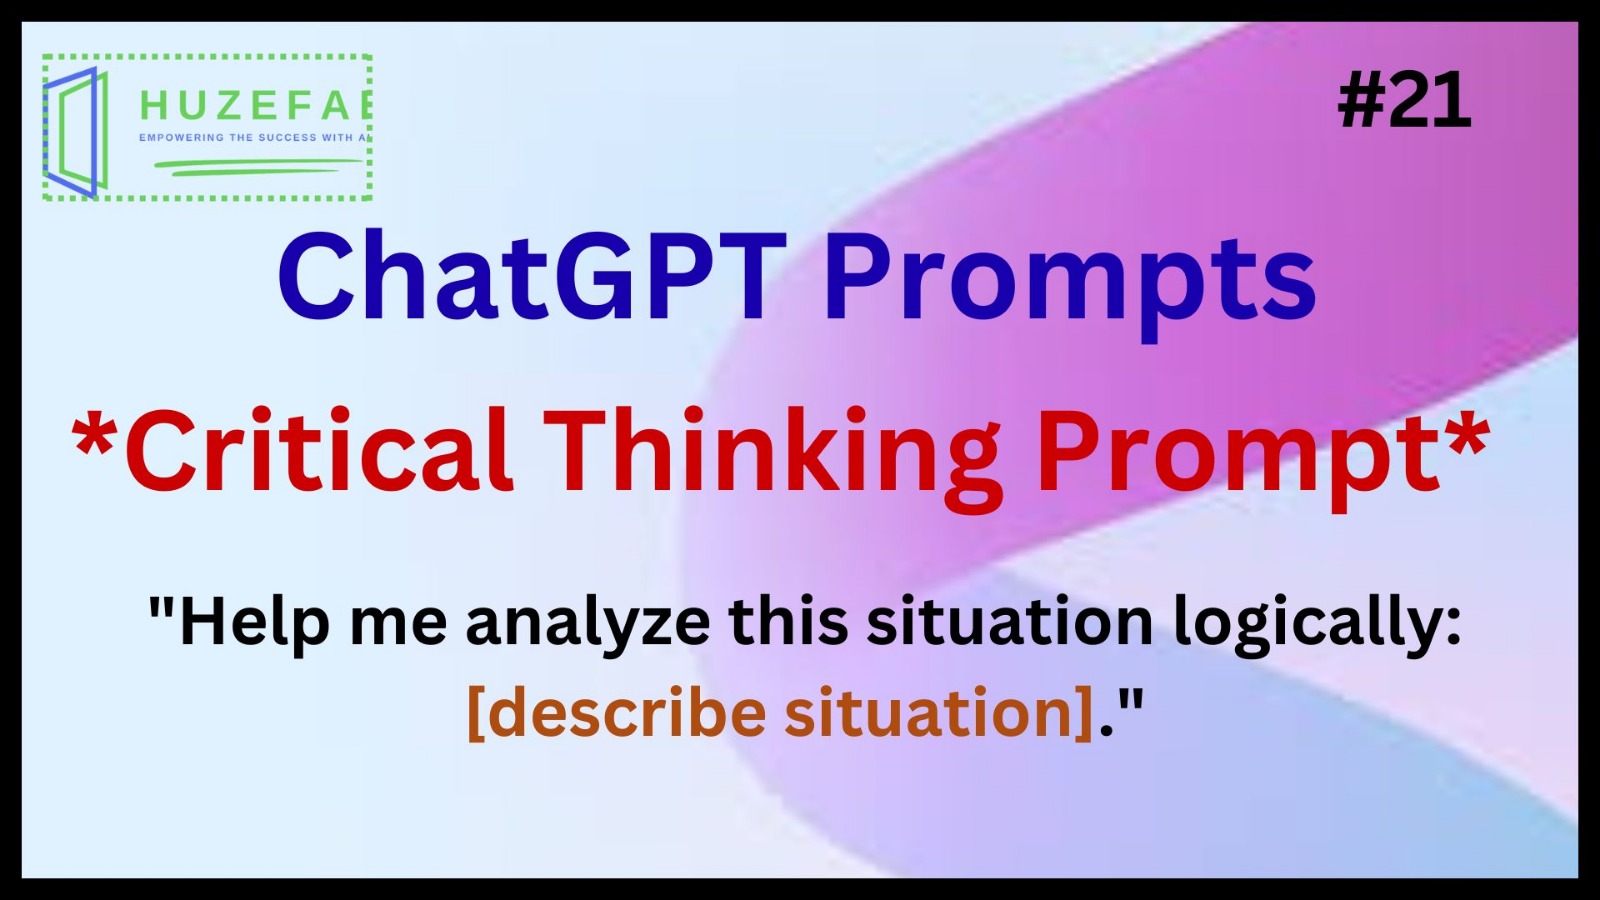 HUZEFA
EMPOWERING THE SUCCESS WITH AI
#21
ChatGPT Prompts
*Critical Thinking Prompt*
"Help me analyze this situation logically:
[describe situation]."